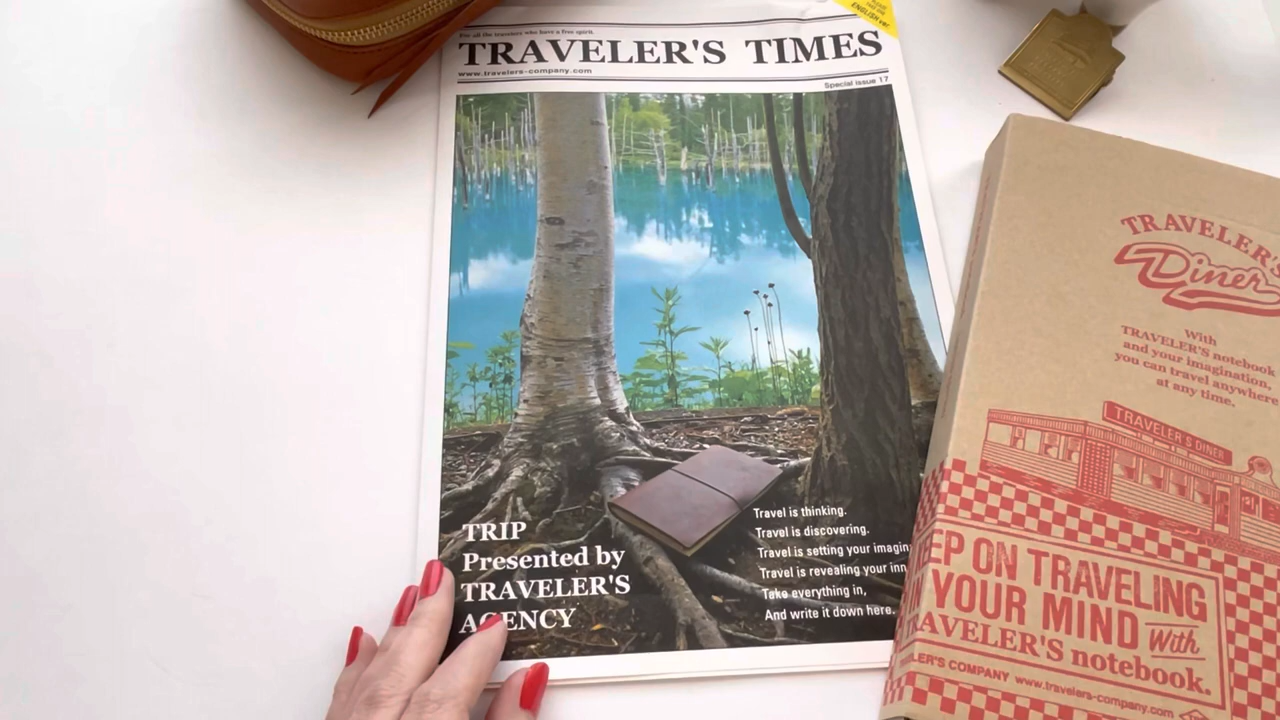 ENGLISH ver.
For all the travelers who have a free spirit.
TRAVELER'S TIMES
www.travelers-company.com
Special issue 17
TRIP
Presented by
TRAVELER'S
AGENCY
Travel is thinking.
Travel is discovering.
Travel is setting your imagin
Travel is revealing your inn
Take everything in,
And write it down here.
TRAVELER'S
Diner
With
TRAVELER'S notebook
and your imagination,
you can travel anywhere
at any time.
TRAVELER'S DINER
EP ON TRAVELING
IN YOUR MIND With
TRAVELER'S notebook.
LER'S COMPANY www.travelers-company.com